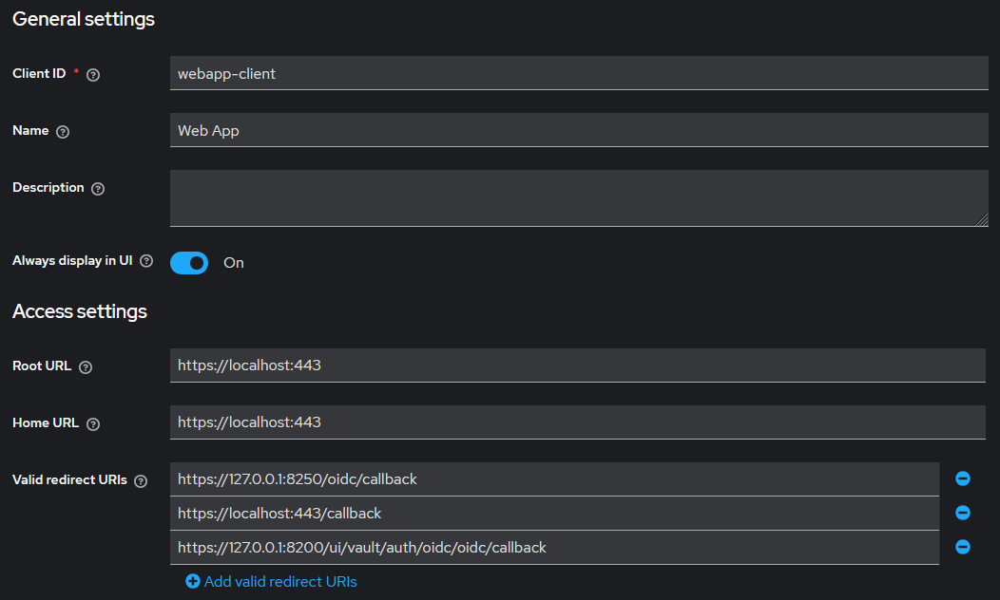 General settings
Client ID *
webapp-client
Name
Web App
Description
Always display in UI
On
Access settings
Root URL
https://localhost:443
Home URL
https://localhost:443
Valid redirect URIs
https://127.0.0.1:8250/oidc/callback
https://localhost:443/callback
https://127.0.0.1:8200/ui/vault/auth/oidc/oidc/callback
Add valid redirect URIs